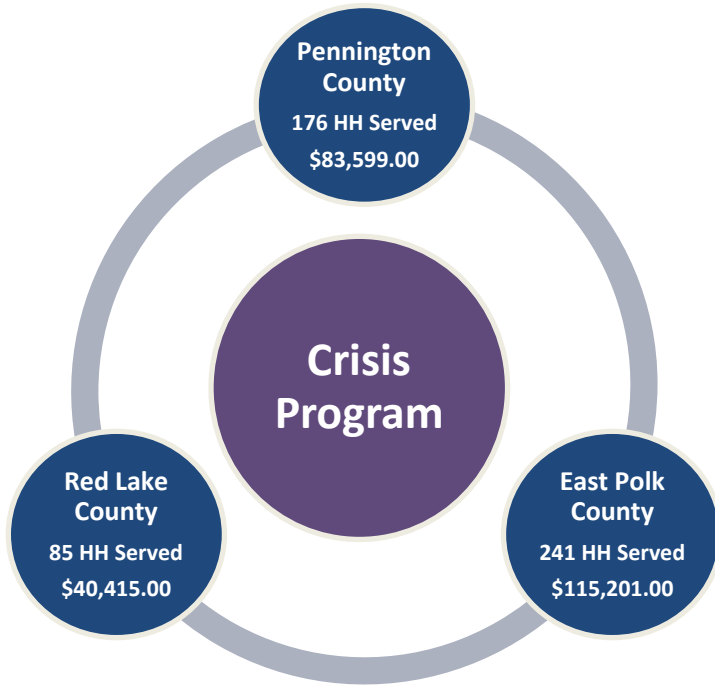 Pennington
County
176 HH Served
$83,599.00
Crisis
Program
Red Lake
County
85 HH Served
$40,415.00
East Polk
County
241 HH Served
$115,201.00